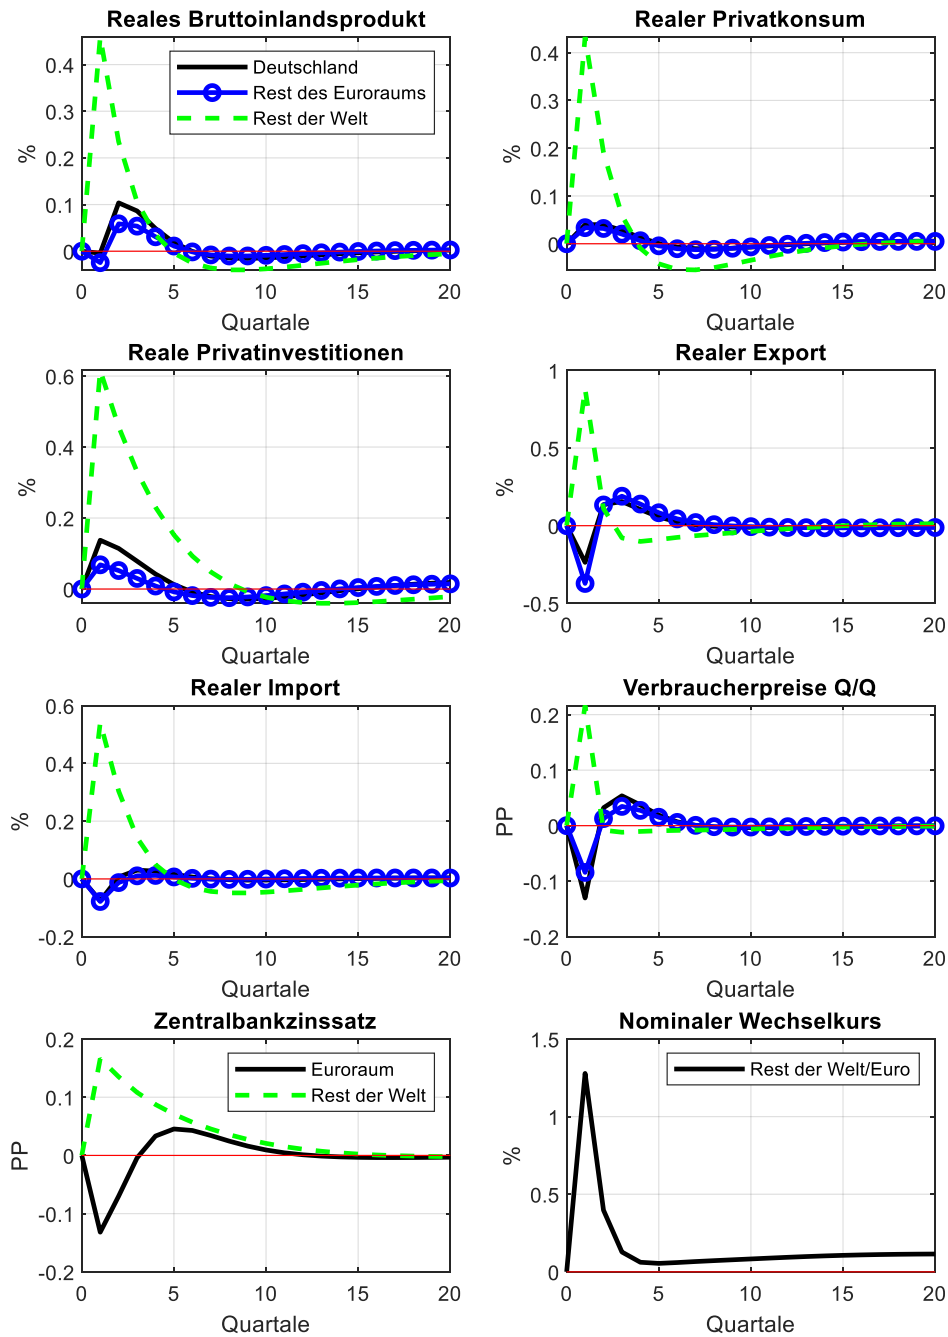 Reales Bruttoinlandsprodukt
%
0.4
0.3
0.2
0.1
0
Deutschland
Rest des Euroraums
Rest der Welt
0 5 10 15 20
Quartale
Realer Privatkonsum
%
0.4
0.3
0.2
0.1
0
0 5 10 15 20
Quartale
Reale Privatinvestitionen
%
0.6
0.4
0.2
0
0 5 10 15 20
Quartale
Realer Export
%
1
0.5
0
-0.5
0 5 10 15 20
Quartale
Realer Import
%
0.6
0.4
0.2
0
-0.2
0 5 10 15 20
Quartale
Verbraucherpreise Q/Q
PP
0.2
0.1
0
-0.1
-0.2
0 5 10 15 20
Quartale
Zentralbankzinssatz
PP
0.2
0.1
0
-0.1
-0.2
Euroraum
Rest der Welt
0 5 10 15 20
Quartale
Nominaler Wechselkurs
%
1.5
1
0.5
0
Rest der Welt/Euro
0 5 10 15 20
Quartale